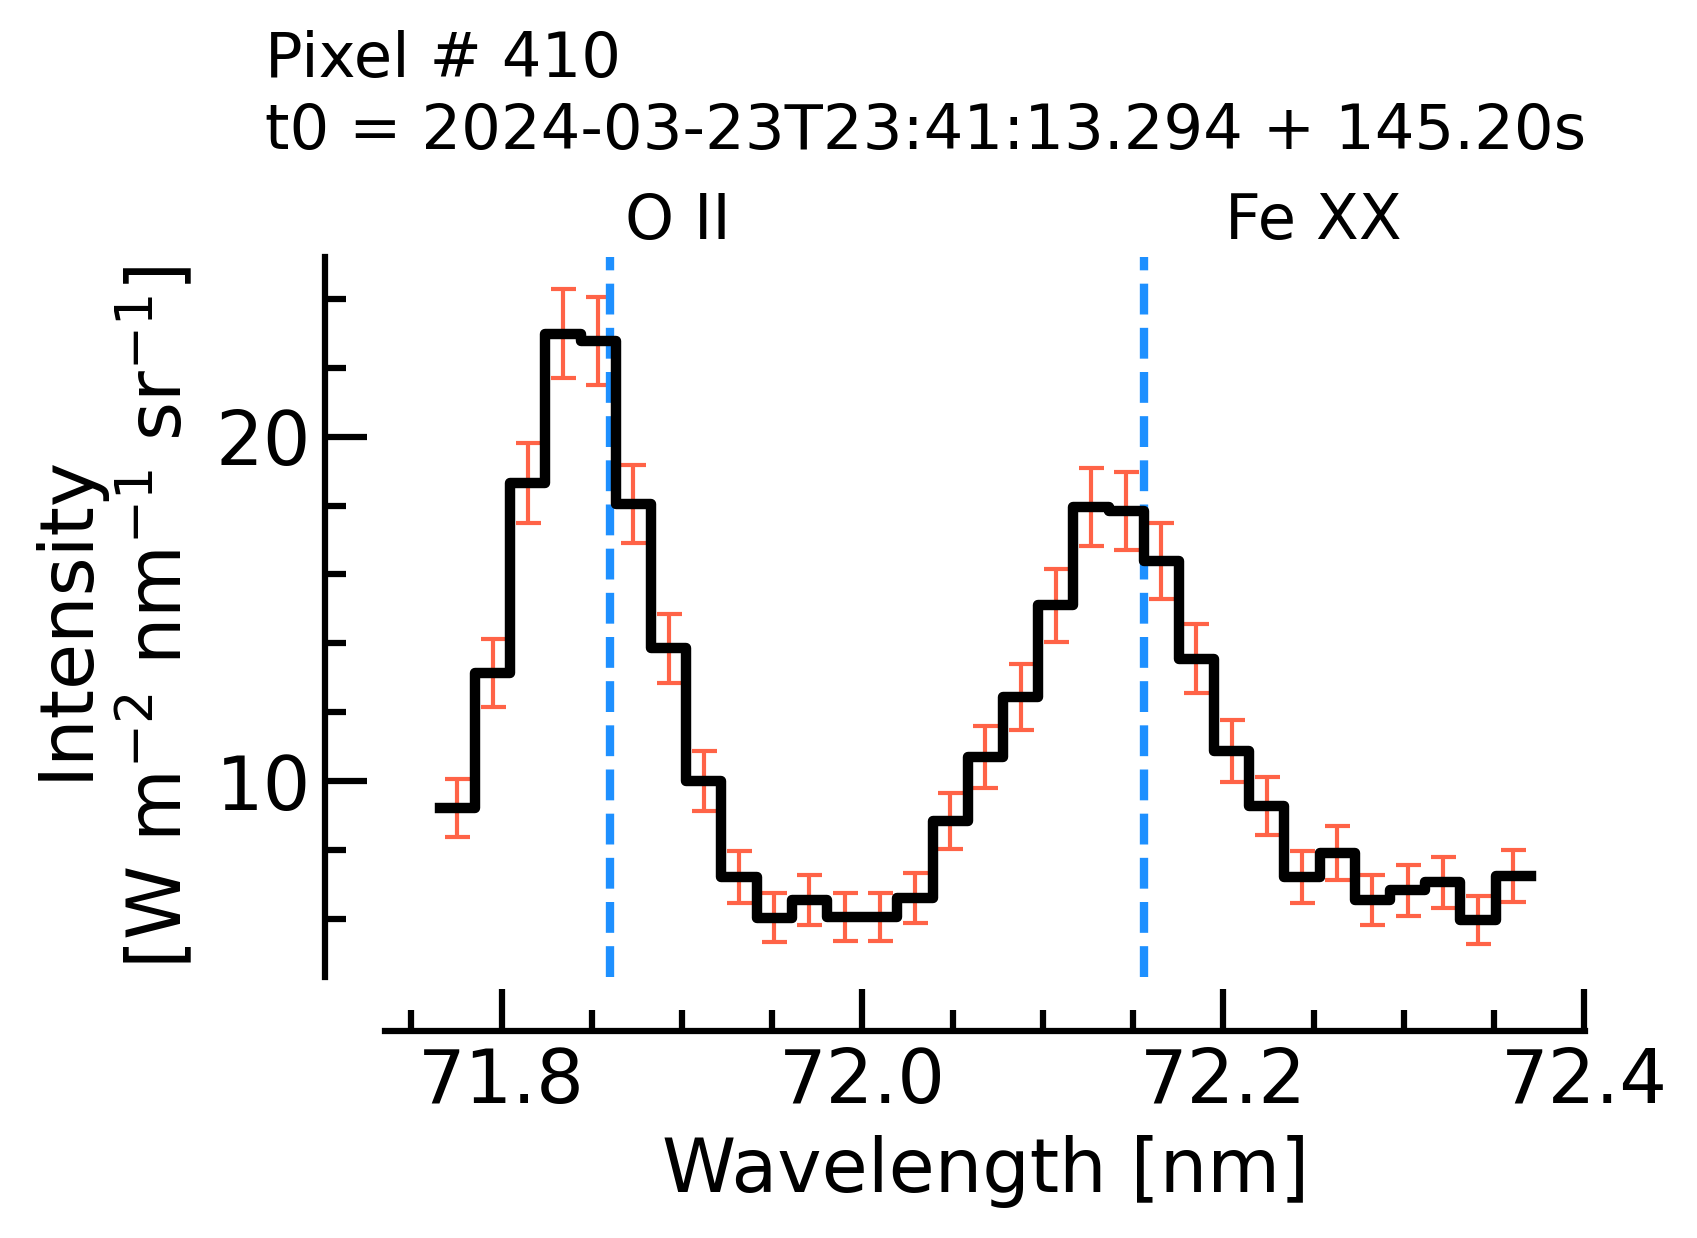 Pixel # 410
t0 = 2024-03-23T23:41:13.294 + 145.20s
O II
Fe XX
Intensity
[W m⁻² nm⁻¹ sr⁻¹]
20
10
71.8
72.0
72.2
72.4
Wavelength [nm]